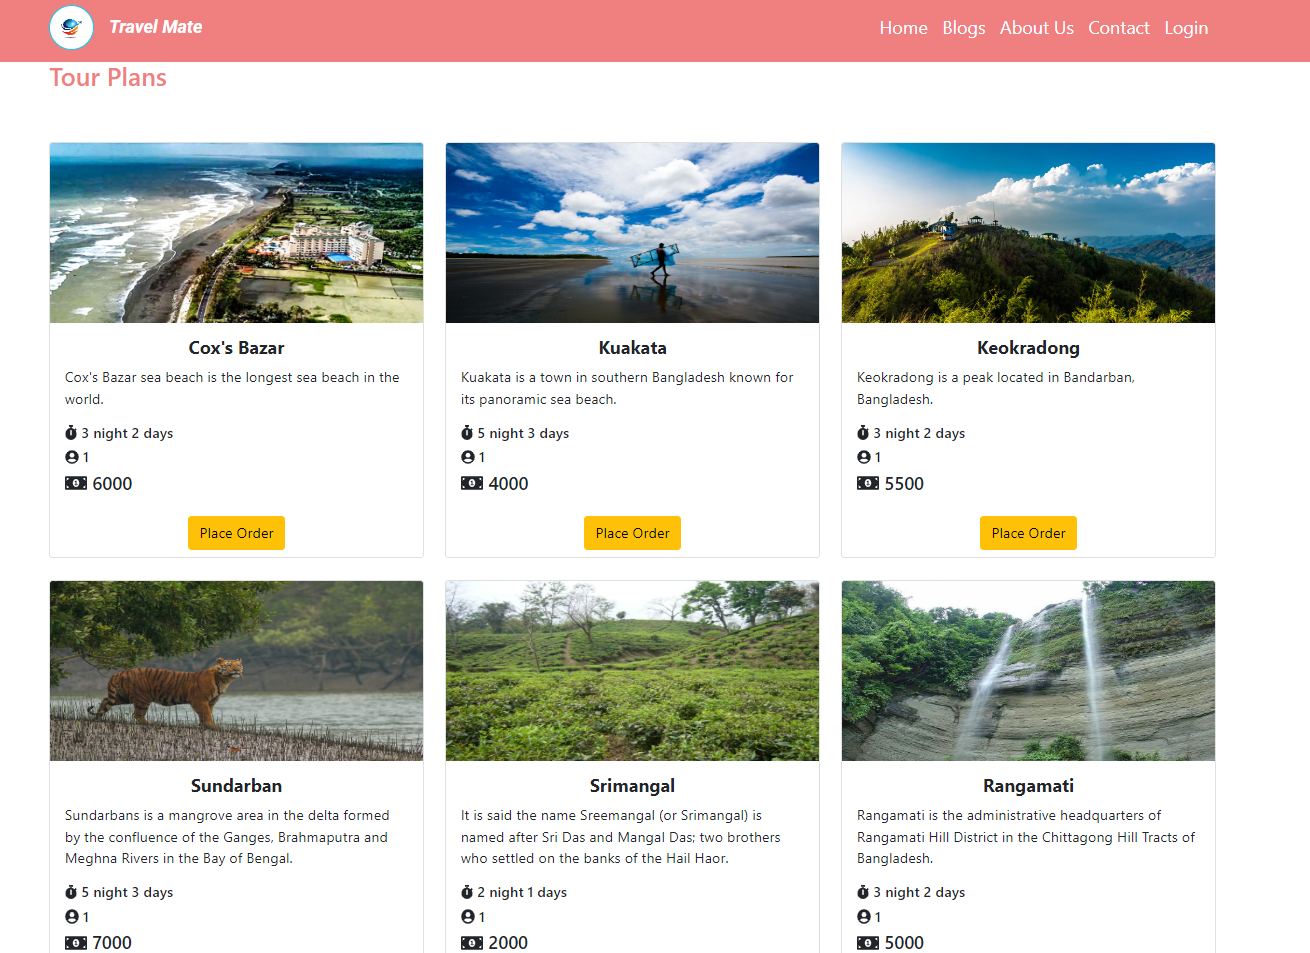 Travel Mate
Home Blogs About Us Contact Login
Tour Plans
Cox's Bazar
Cox's Bazar sea beach is the longest sea beach in the
world.
3 night 2 days
1
6000
Place Order
Kuakata
Kuakata is a town in southern Bangladesh known for
its panoramic sea beach.
5 night 3 days
1
4000
Place Order
Keokradong
Keokradong is a peak located in Bandarban,
Bangladesh.
3 night 2 days
1
5500
Place Order
Sundarban
Sundarbans is a mangrove area in the delta formed
by the confluence of the Ganges, Brahmaputra and
Meghna Rivers in the Bay of Bengal.
5 night 3 days
1
7000
Srimangal
It is said the name Sreemangal (or Srimangal) is
named after Sri Das and Mangal Das; two brothers
who settled on the banks of the Hail Haor.
2 night 1 days
1
2000
Rangamati
Rangamati is the administrative headquarters of
Rangamati Hill District in the Chittagong Hill Tracts of
Bangladesh.
3 night 2 days
1
5000